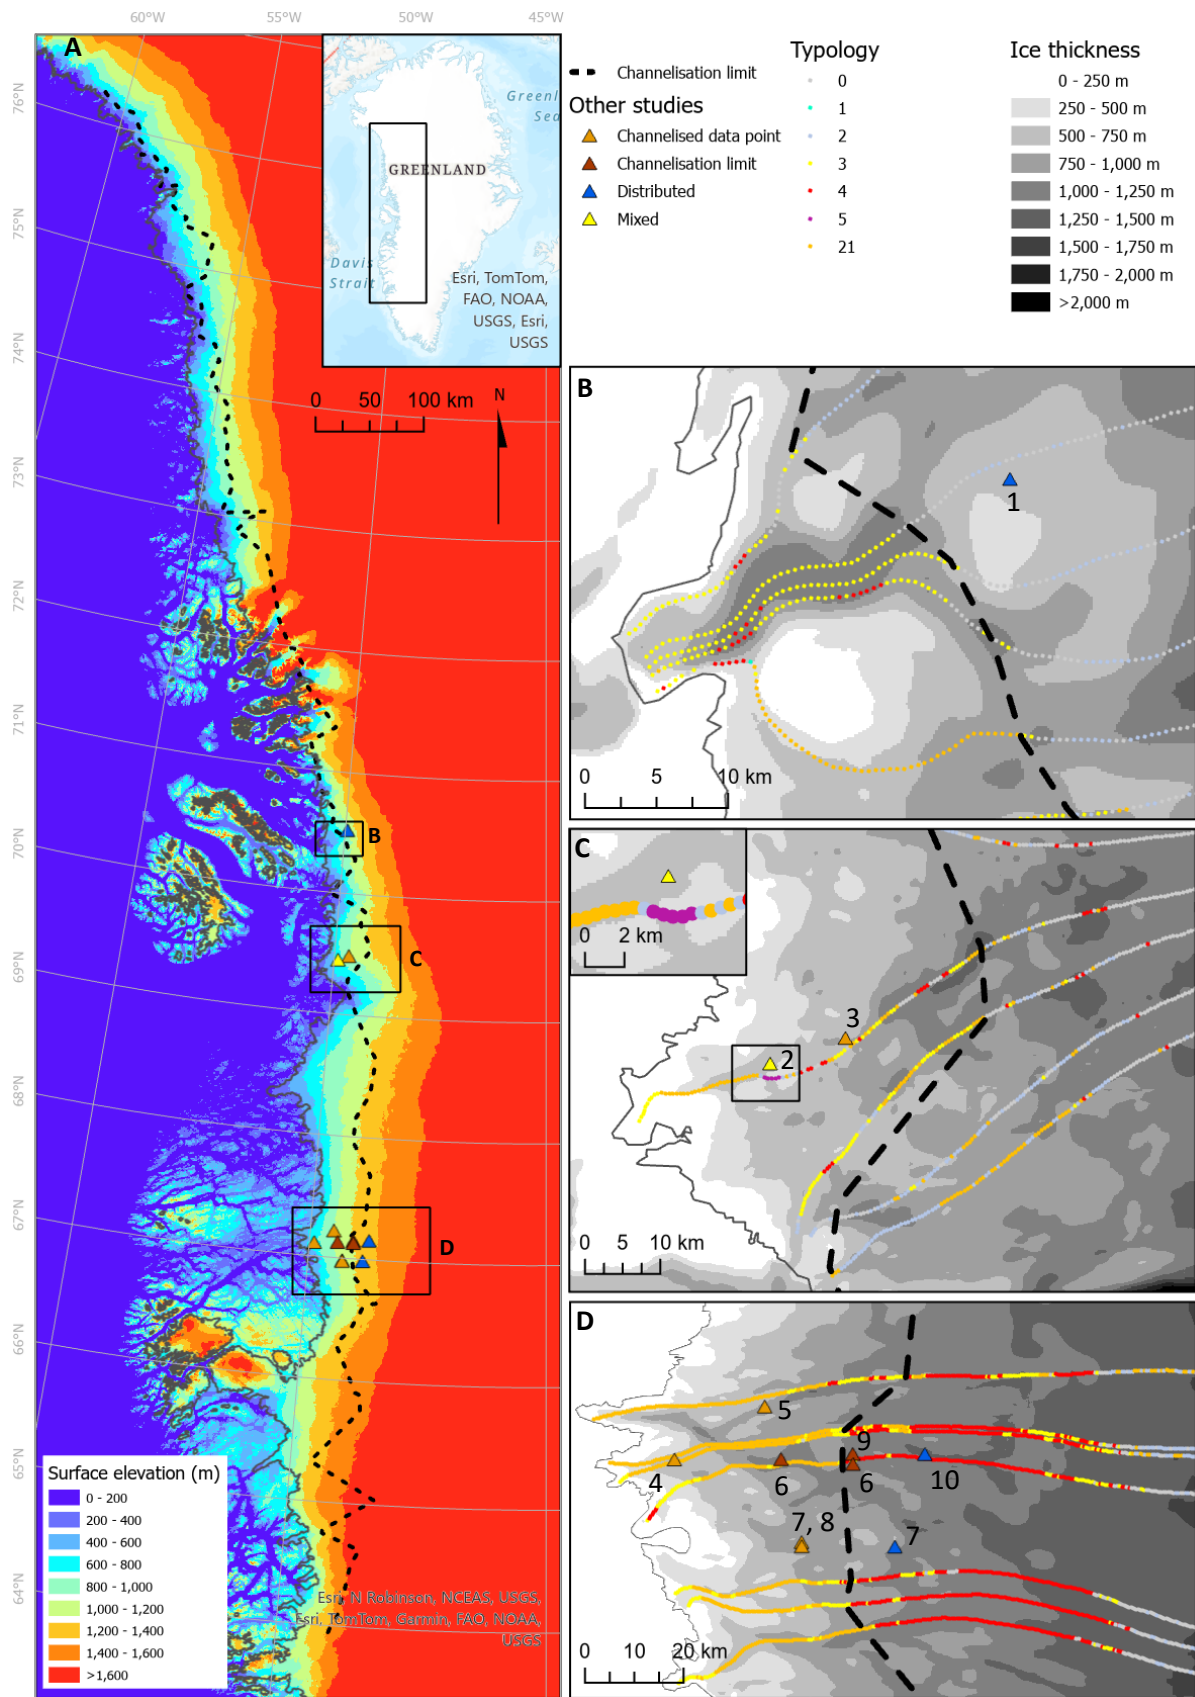 60°W
55°W
50°W
45°W
A
76°N
75°N
74°N
73°N
72°N
71°N
70°N
69°N
68°N
67°N
66°N
65°N
64°N
Greenl
Sea
GREENLAND
Davis
Strait
Esri, TomTom,
FAO, NOAA,
USGS, Esri,
USGS
0 50 100 km
N
B
C
D
Surface elevation (m)
0 - 200
200 - 400
400 - 600
600 - 800
800 - 1,000
1,000 - 1,200
1,200 - 1,400
1,400 - 1,600
>1,600
Esri, N Robinson, NCEAS, USGS,
Esri, TomTom, Garmin, FAO, NOAA,
USGS
Channelisation limit
Other studies
Channelised data point
Channelisation limit
Distributed
Mixed
Typology
0
1
2
3
4
5
21
Ice thickness
0 - 250 m
250 - 500 m
500 - 750 m
750 - 1,000 m
1,000 - 1,250 m
1,250 - 1,500 m
1,500 - 1,750 m
1,750 - 2,000 m
>2,000 m
B
1
0 5 10 km
C
0 2 km
3
2
0 5 10 km
D
5
9
4
6
6
10
7, 8
7
0 10 20 km